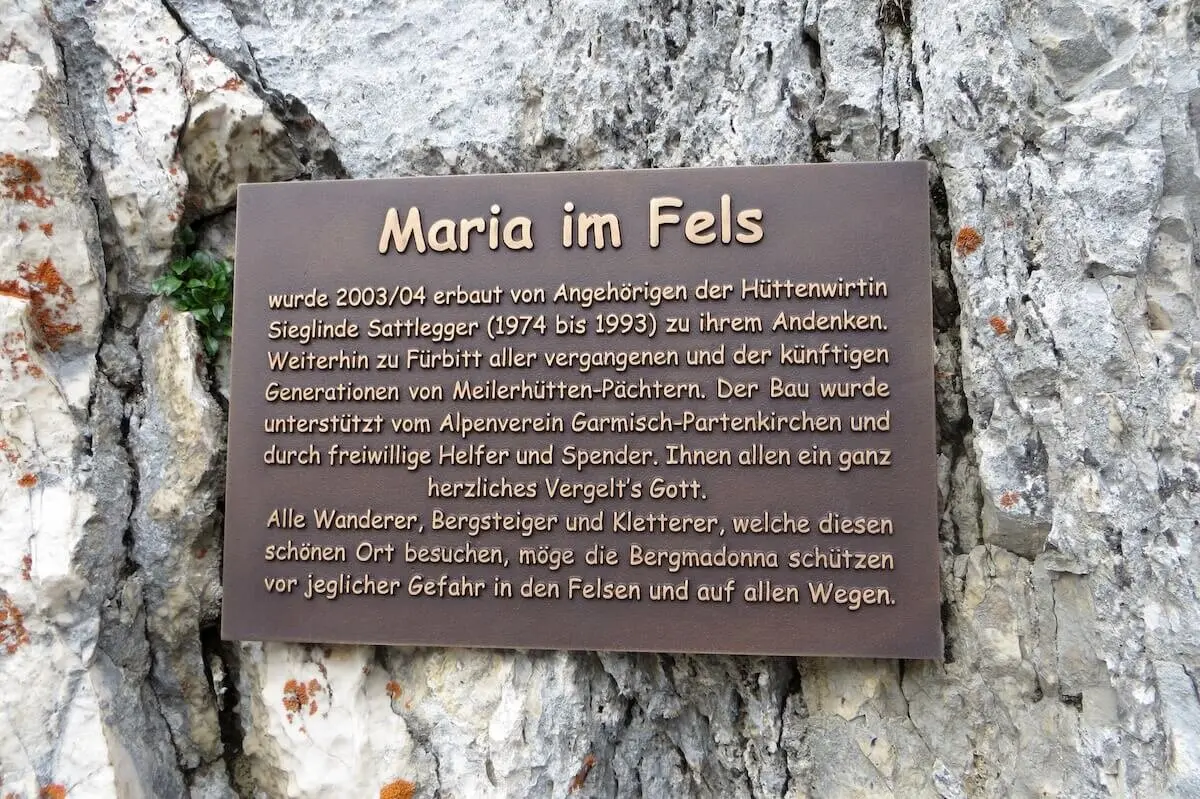 Maria im Fels
wurde 2003/04 erbaut von Angehörigen der Hüttenwirtin
Sieglinde Sattlegger (1974 bis 1993) zu ihrem Andenken.
Weiterhin zu Fürbitt aller vergangenen und der künftigen
Generationen von Meilerhütten-Pächtern. Der Bau wurde
unterstützt vom Alpenverein Garmisch-Partenkirchen und
durch freiwillige Helfer und Spender. Ihnen allen ein ganz
herzliches Vergelt's Gott.
Alle Wanderer, Bergsteiger und Kletterer, welche diesen
schönen Ort besuchen, möge die Bergmadonna schützen
vor jeglicher Gefahr in den Felsen und auf allen Wegen.